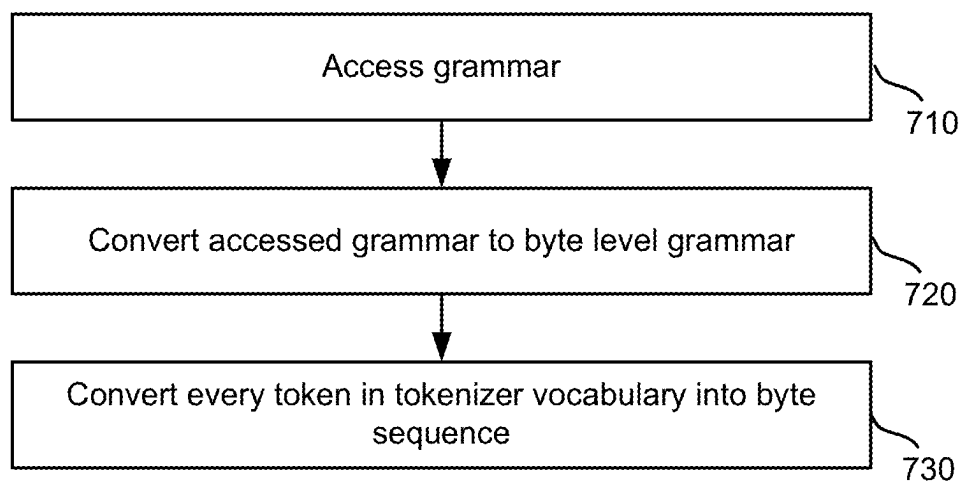 Access grammar
710
Convert accessed grammar to byte level grammar
720
Convert every token in tokenizer vocabulary into byte
sequence
730